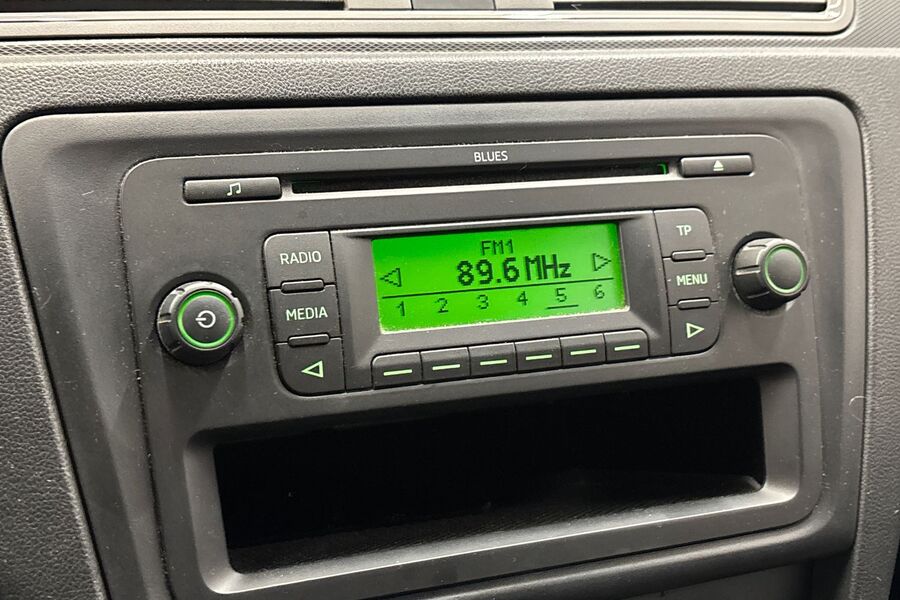 BLUES
RADIO
FM1
TP
89.6 MHz
MENU
MEDIA
1 2 3 4 5 6